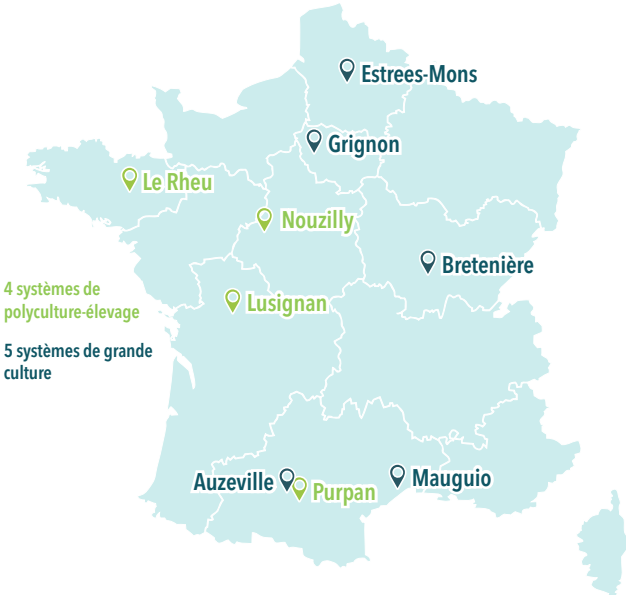 Estrees-Mons
Grignon
Le Rheu
Nouzilly
Bretenière
4 systèmes de
polyculture-élevage
Lusignan
5 systèmes de grande
culture
Auzeville
Purpan
Mauguio